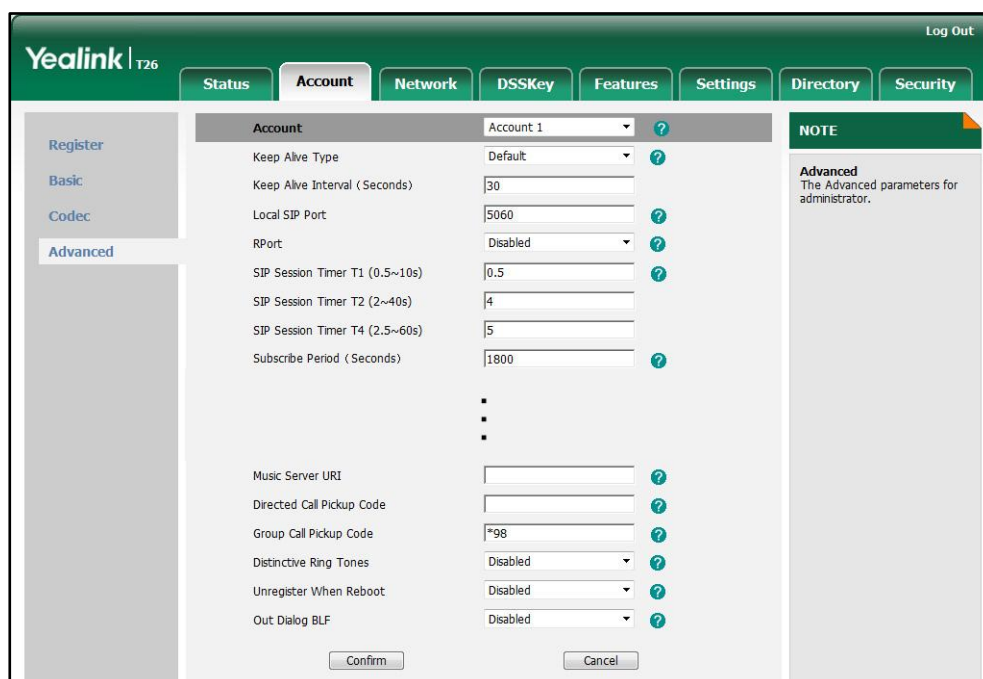 Log Out
Yealink | T26
Status Account Network DSSKey Features Settings Directory Security
Register
Basic
Codec
Advanced
Account Account 1 ?
Keep Alive Type Default ?
Keep Alive Interval (Seconds) 30
Local SIP Port 5060 ?
RPort Disabled ?
SIP Session Timer T1 (0.5~10s) 0.5 ?
SIP Session Timer T2 (2~40s) 4
SIP Session Timer T4 (2.5~60s) 5
Subscribe Period (Seconds) 1800 ?
Music Server URI ?
Directed Call Pickup Code ?
Group Call Pickup Code *98 ?
Distinctive Ring Tones Disabled ?
Unregister When Reboot Disabled ?
Out Dialog BLF Disabled ?
Confirm Cancel
NOTE
Advanced
The Advanced parameters for
administrator.